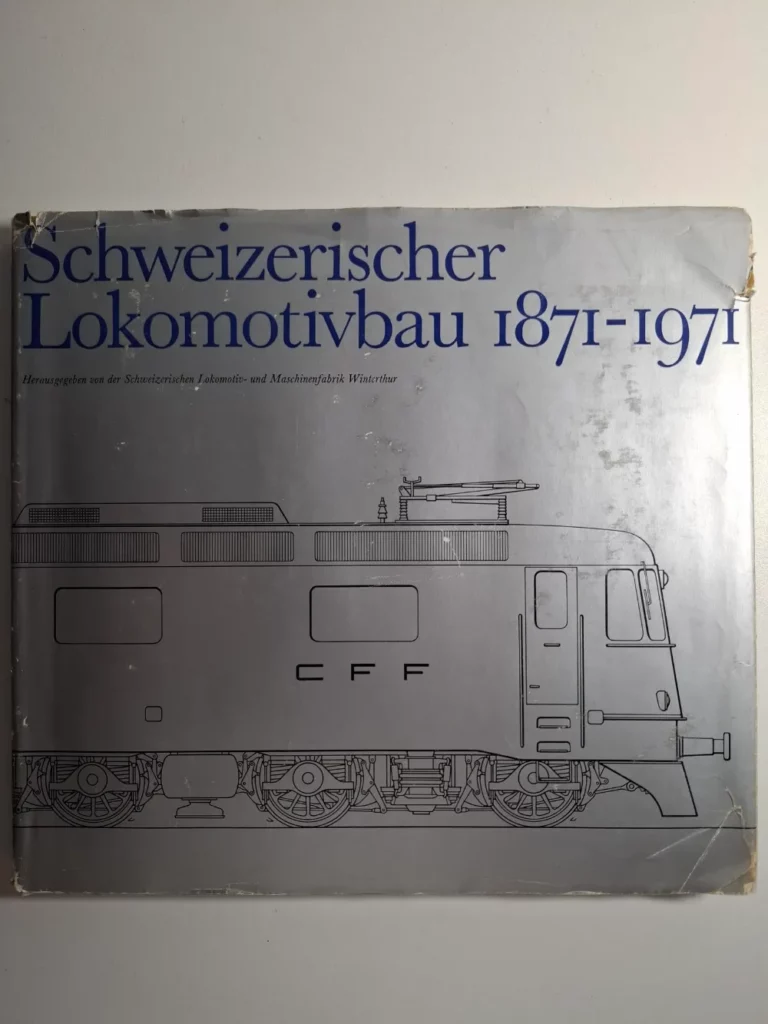 Schweizerischer
Lokomotivbau 1871-1971
Herausgegeben von der Schweizerischen Lokomotiv- und Maschinenfabrik Winterthur
CFF